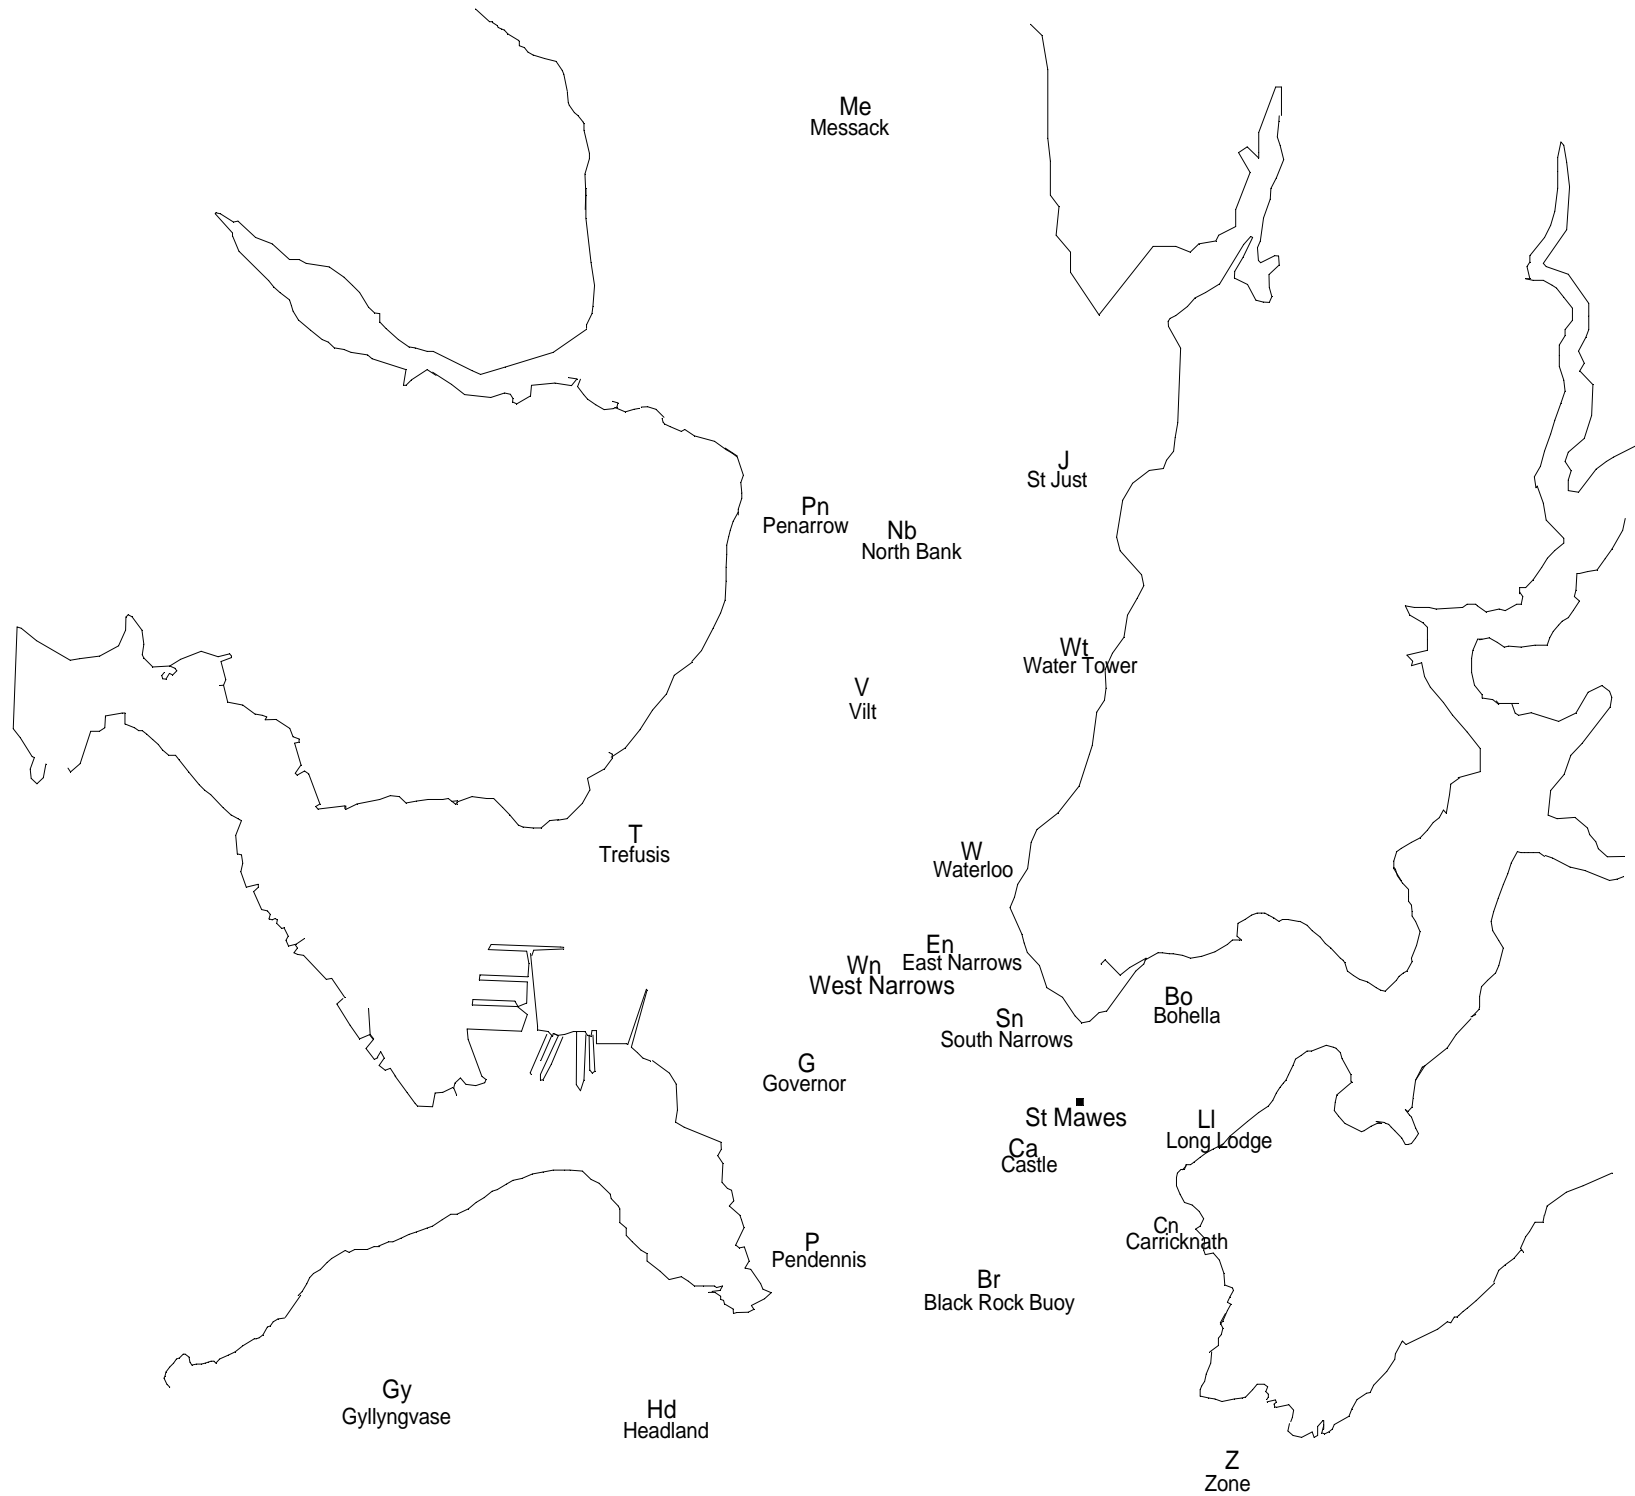 Me
Messack
J
St Just
Pn
Penarrow
Nb
North Bank
Wt
Water Tower
V
Vilt
T
Trefusis
W
Waterloo
En
East Narrows
Wn
West Narrows
Bo
Bohella
Sn
South Narrows
G
Governor
St Mawes
Ll
Long Lodge
Ca
Castle
Cn
Carricknath
P
Pendennis
Br
Black Rock Buoy
Gy
Gyllyngvase
Hd
Headland
Z
Zone